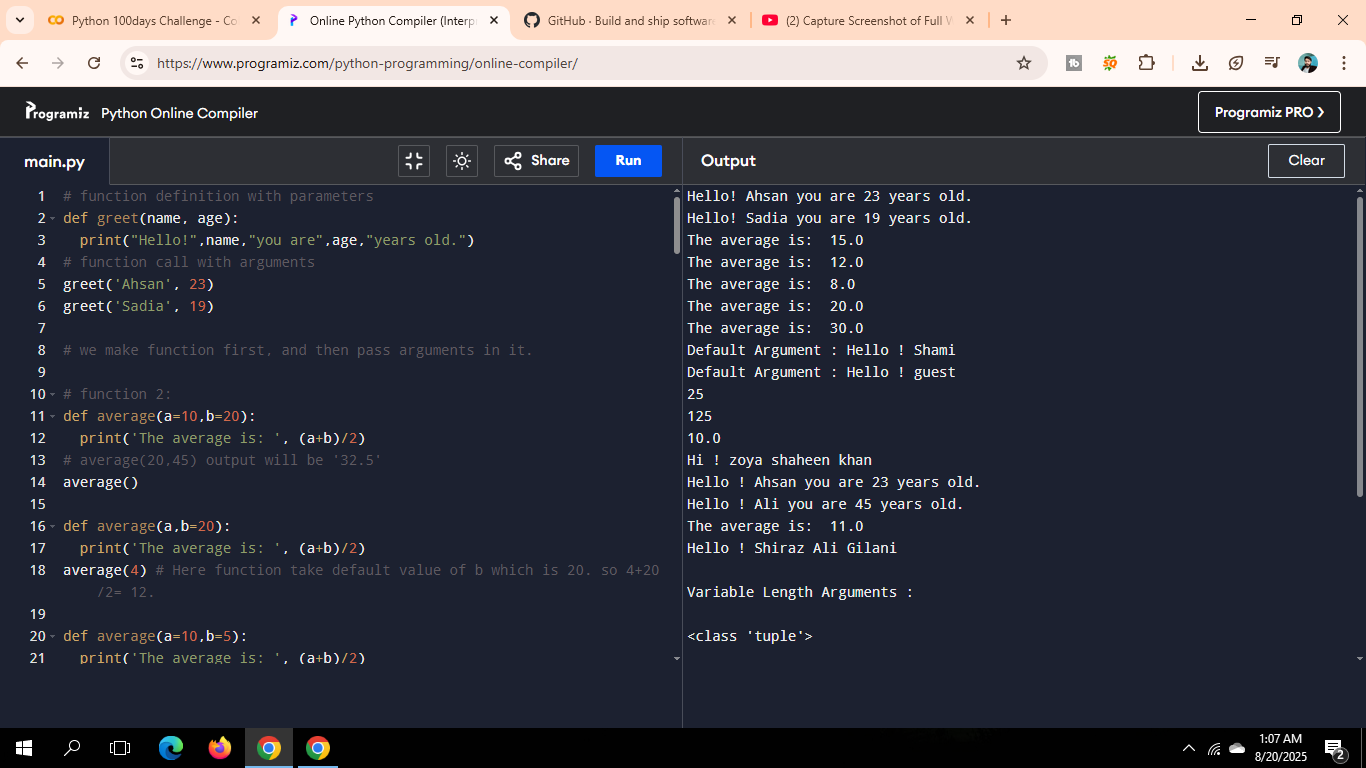 Python 100days Challenge - Co
Online Python Compiler (Interp
GitHub · Build and ship software
(2) Capture Screenshot of Full W
https://www.programiz.com/python-programming/online-compiler/
Programiz Python Online Compiler
Programiz PRO
main.py
Share
Run
Output
Clear
1 # function definition with parameters
2 def greet(name, age):
3   print("Hello!",name,"you are",age,"years old.")
4 # function call with arguments
5 greet('Ahsan', 23)
6 greet('Sadia', 19)
7
8 # we make function first, and then pass arguments in it.
9
10 # function 2:
11 def average(a=10,b=20):
12   print('The average is: ', (a+b)/2)
13 # average(20,45) output will be '32.5'
14 average()
15
16 def average(a,b=20):
17   print('The average is: ', (a+b)/2)
18 average(4) # Here function take default value of b which is 20. so 4+20
/2= 12.
19
20 def average(a=10,b=5):
21   print('The average is: ', (a+b)/2)
Hello! Ahsan you are 23 years old.
Hello! Sadia you are 19 years old.
The average is:  15.0
The average is:  12.0
The average is:  8.0
The average is:  20.0
The average is:  30.0
Default Argument : Hello ! Shami
Default Argument : Hello ! guest
25
125
10.0
Hi ! zoya shaheen khan
Hello ! Ahsan you are 23 years old.
Hello ! Ali you are 45 years old.
The average is:  11.0
Hello ! Shiraz Ali Gilani
Variable Length Arguments :
<class 'tuple'>
1:07 AM
8/20/2025
2